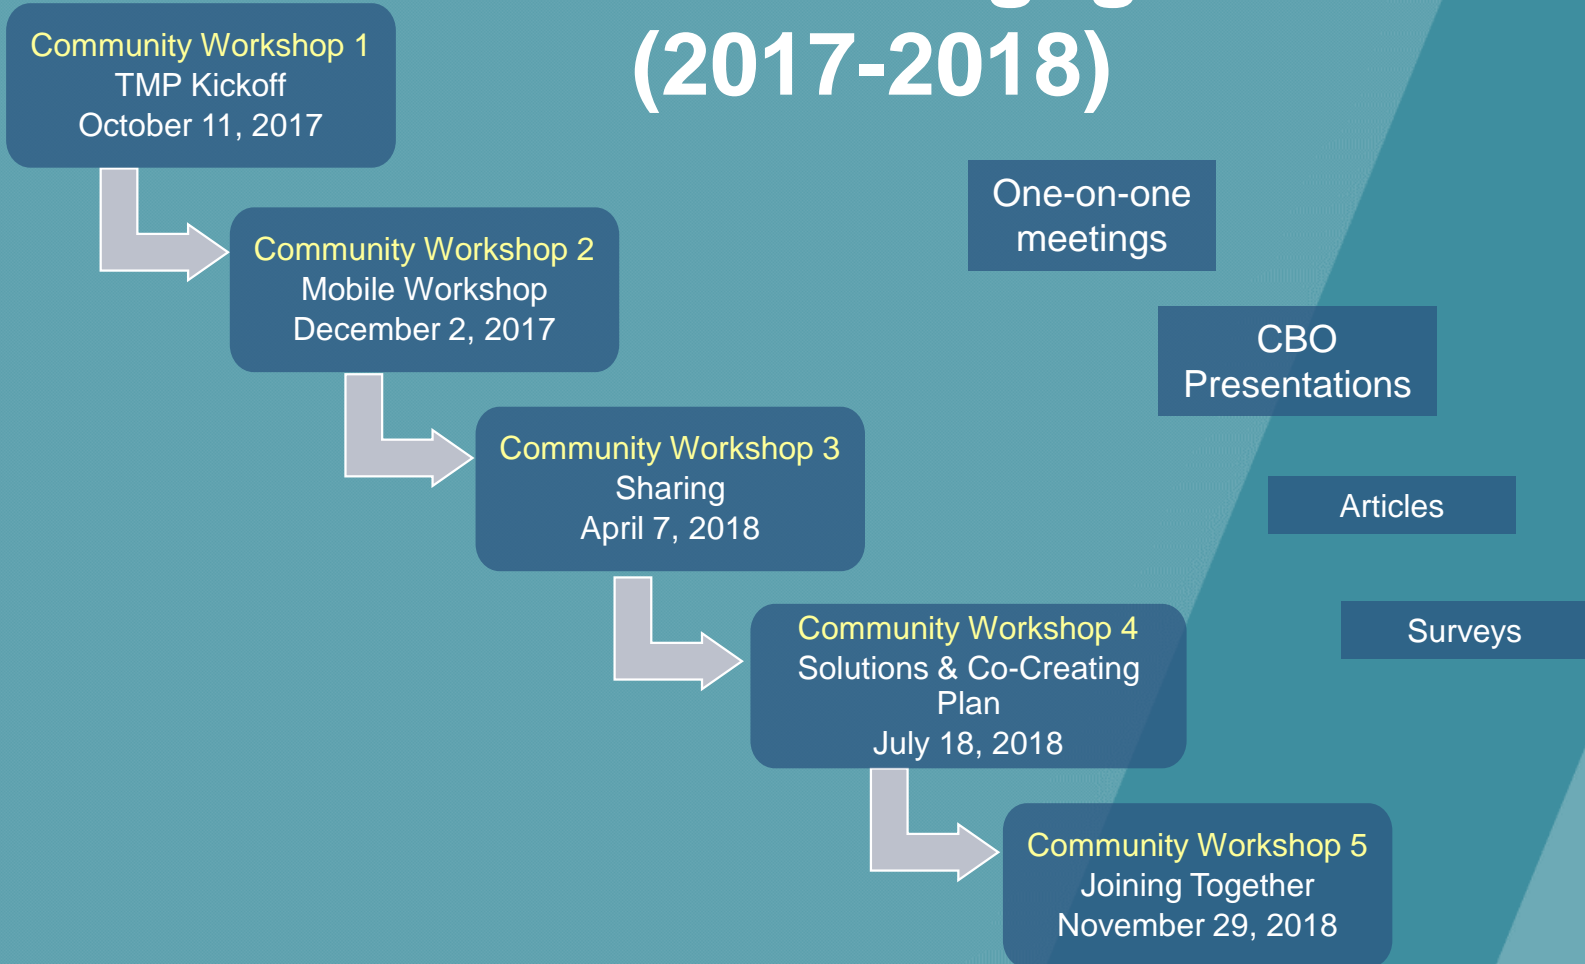 (2017-2018)
Community Workshop 1
TMP Kickoff
October 11, 2017
One-on-one
meetings
Community Workshop 2
Mobile Workshop
December 2, 2017
CBO
Presentations
Community Workshop 3
Sharing
April 7, 2018
Articles
Community Workshop 4
Solutions & Co-Creating
Plan
July 18, 2018
Surveys
Community Workshop 5
Joining Together
November 29, 2018